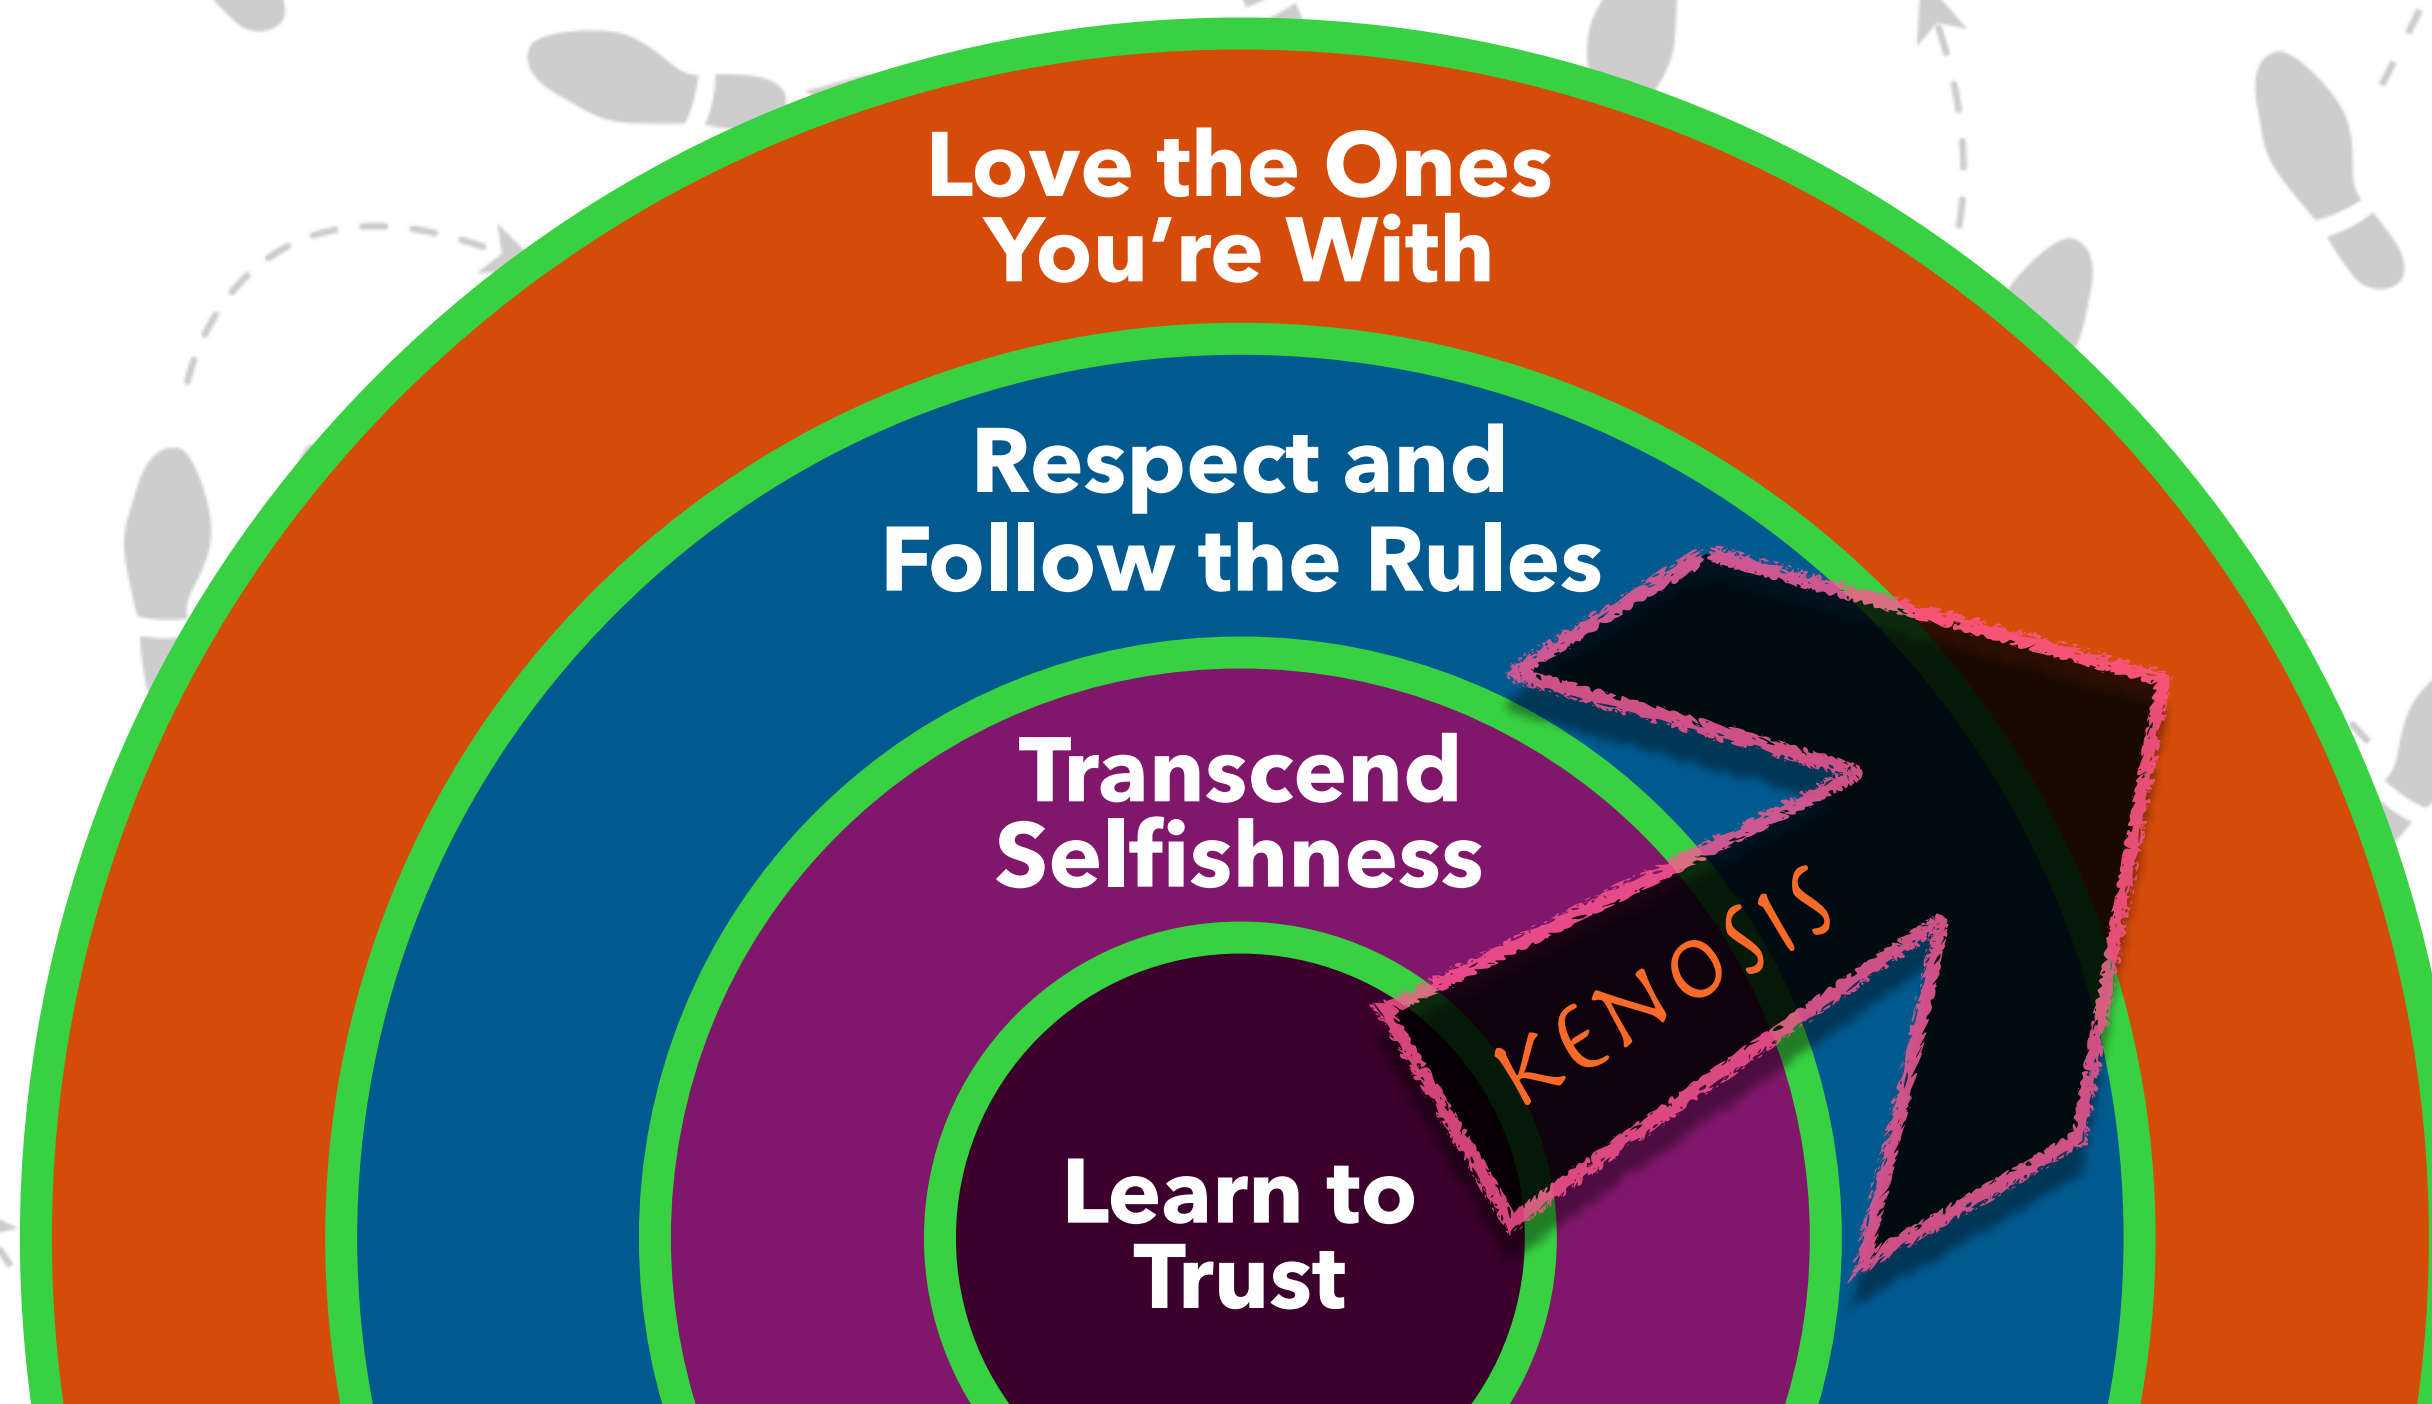 Love the Ones
You're With
Respect and
Follow the Rules
Transcend
Selfishness
KENOSIS
Learn to
Trust